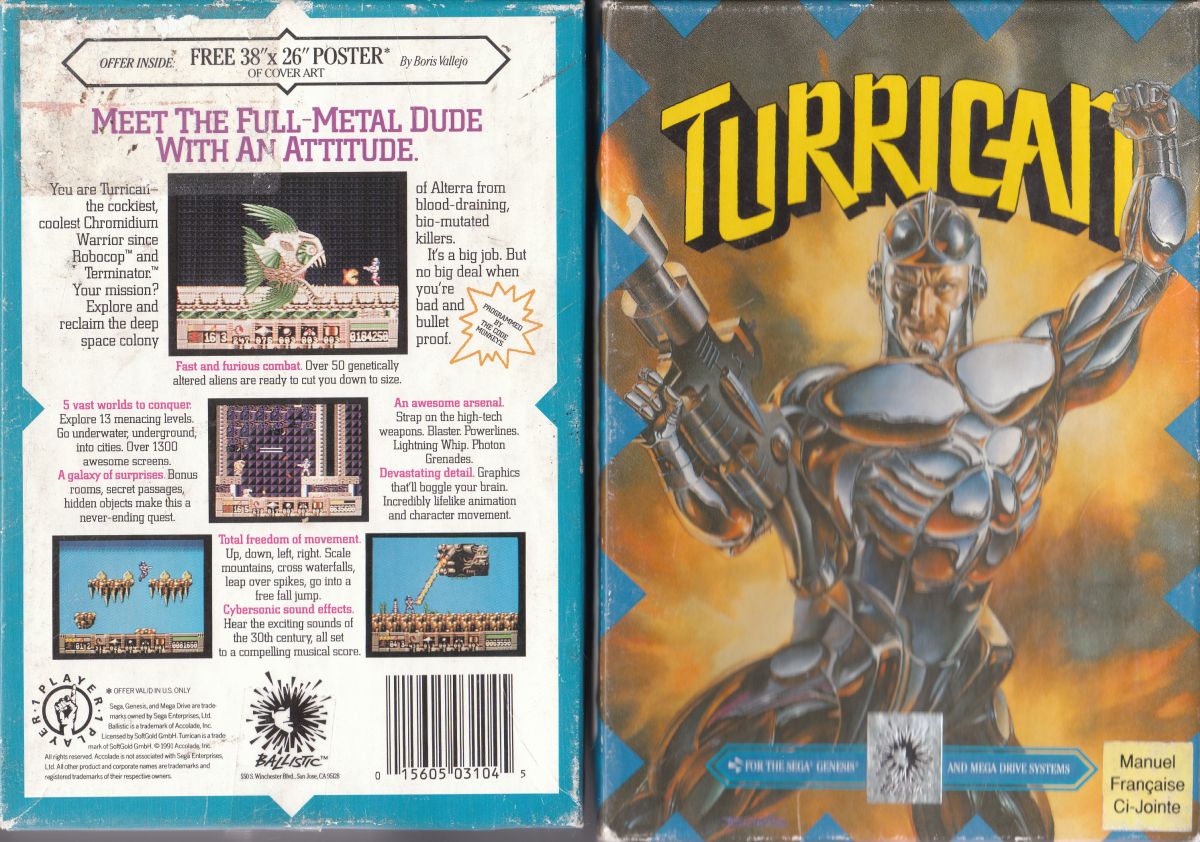 OFFER INSIDE: FREE 38" x 26" POSTER* By Boris Vallejo
OF COVER ART
MEET THE FULL-METAL DUDE
WITH AN ATTITUDE.
You are Turrican—
the cockiest,
coolest Chromidium
Warrior since
Robocop™ and
Terminator.™
Your mission?
Explore and
reclaim the deep
space colony
of Alterra from
blood-draining,
bio-mutated
killers.
It's a big job. But
no big deal when
you're
bad and
bullet
proof.
PROGRAMMED
BY
THE CODE
MONKEYS.
0184250
Fast and furious combat. Over 50 genetically
altered aliens are ready to cut you down to size.
5 vast worlds to conquer.
Explore 13 menacing levels.
Go underwater, underground,
into cities. Over 1300
awesome screens.
A galaxy of surprises. Bonus
rooms, secret passages,
hidden objects make this a
never-ending quest.
An awesome arsenal.
Strap on the high-tech
weapons. Blaster. Powerlines.
Lightning Whip. Photon
Grenades.
Devastating detail. Graphics
that'll boggle your brain.
Incredibly lifelike animation
and character movement.
Total freedom of movement.
Up, down, left, right. Scale
mountains, cross waterfalls,
leap over spikes, go into a
free fall jump.
Cybersonic sound effects.
Hear the exciting sounds of
the 30th century, all set
to a compelling musical score.
PLAYER · 1 PLAYER · 1
* OFFER VALID IN U.S. ONLY
Sega, Genesis, and Mega Drive are trade-
marks owned by Sega Enterprises, Ltd.
Ballistic is a trademark of Accolade, Inc.
Licensed by SoftGold GmbH. Turrican is a trade
mark of SoftGold GmbH. © 1991 Accolade, Inc.
All rights reserved. Accolade is not associated with Sega Enterprises,
Ltd. All other product and corporate names are trademarks and
registered trademarks of their respective owners.
BALLISTIC™
550 S. Winchester Blvd., San Jose, CA 95128
0 15605 03104 5
TURRICAN
FOR THE SEGA® GENESIS®
AND MEGA DRIVE SYSTEMS
Manuel
Française
Ci-Jointe